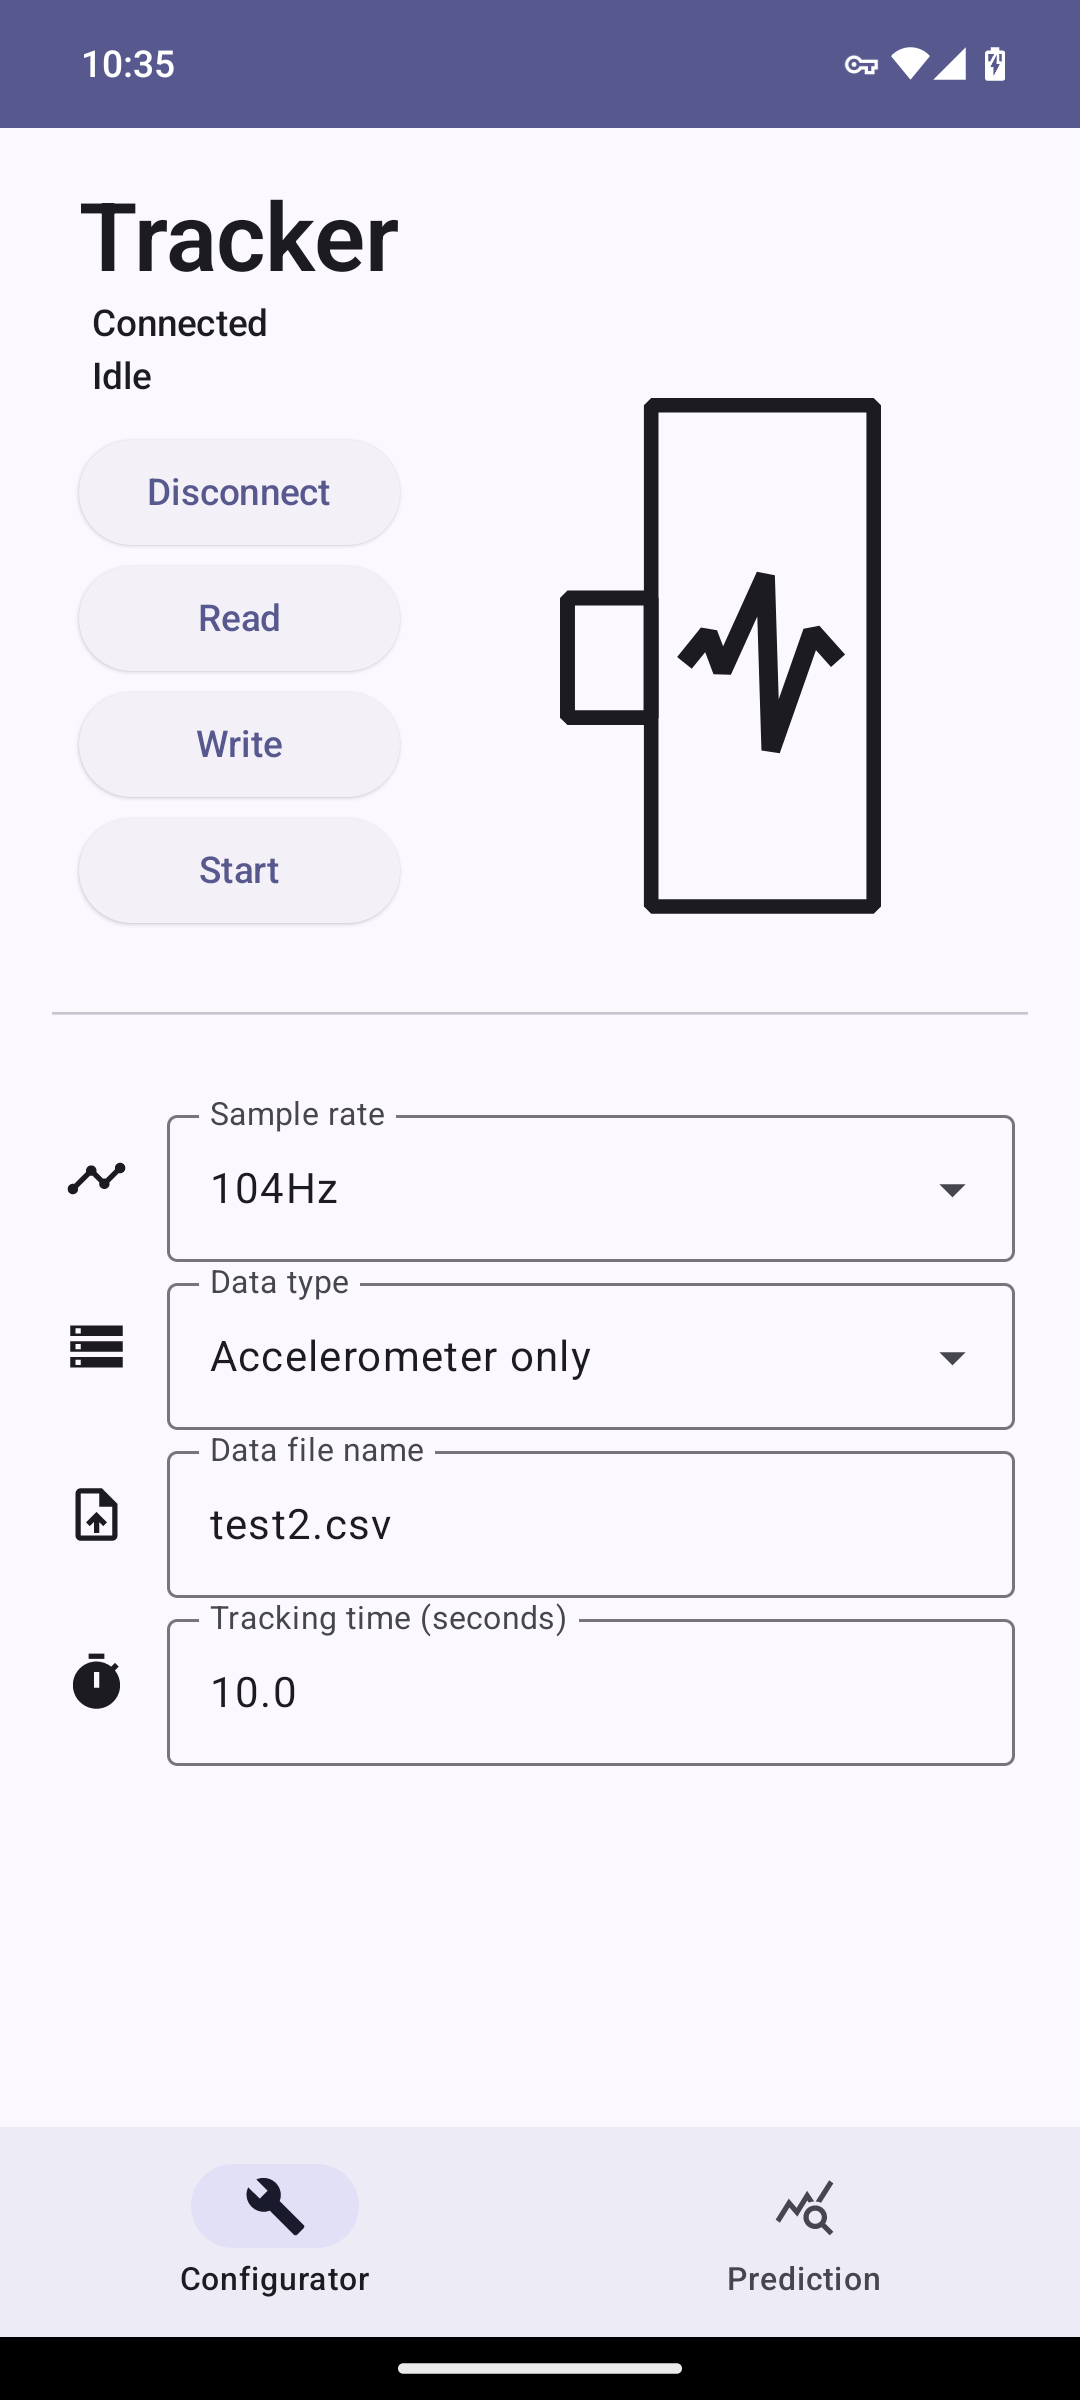 10:35
Tracker
Connected
Idle
Disconnect
Read
Write
Start
Sample rate
104Hz
Data type
Accelerometer only
Data file name
test2.csv
Tracking time (seconds)
10.0
Configurator
Prediction